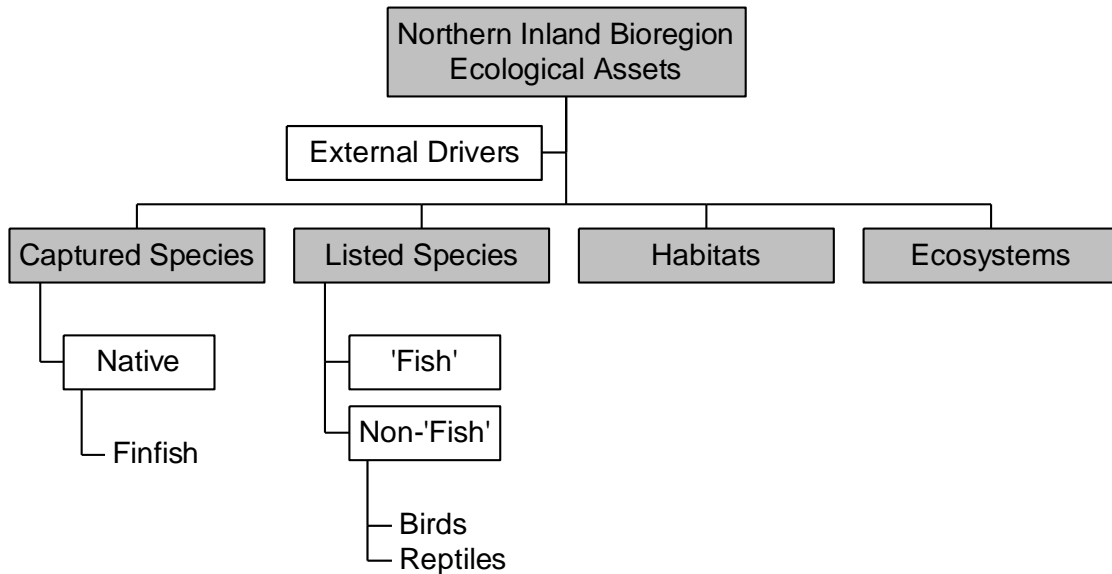 Northern Inland Bioregion
Ecological Assets
External Drivers
Captured Species
Listed Species
Habitats
Ecosystems
Native
Finfish
'Fish'
Non-'Fish'
Birds
Reptiles